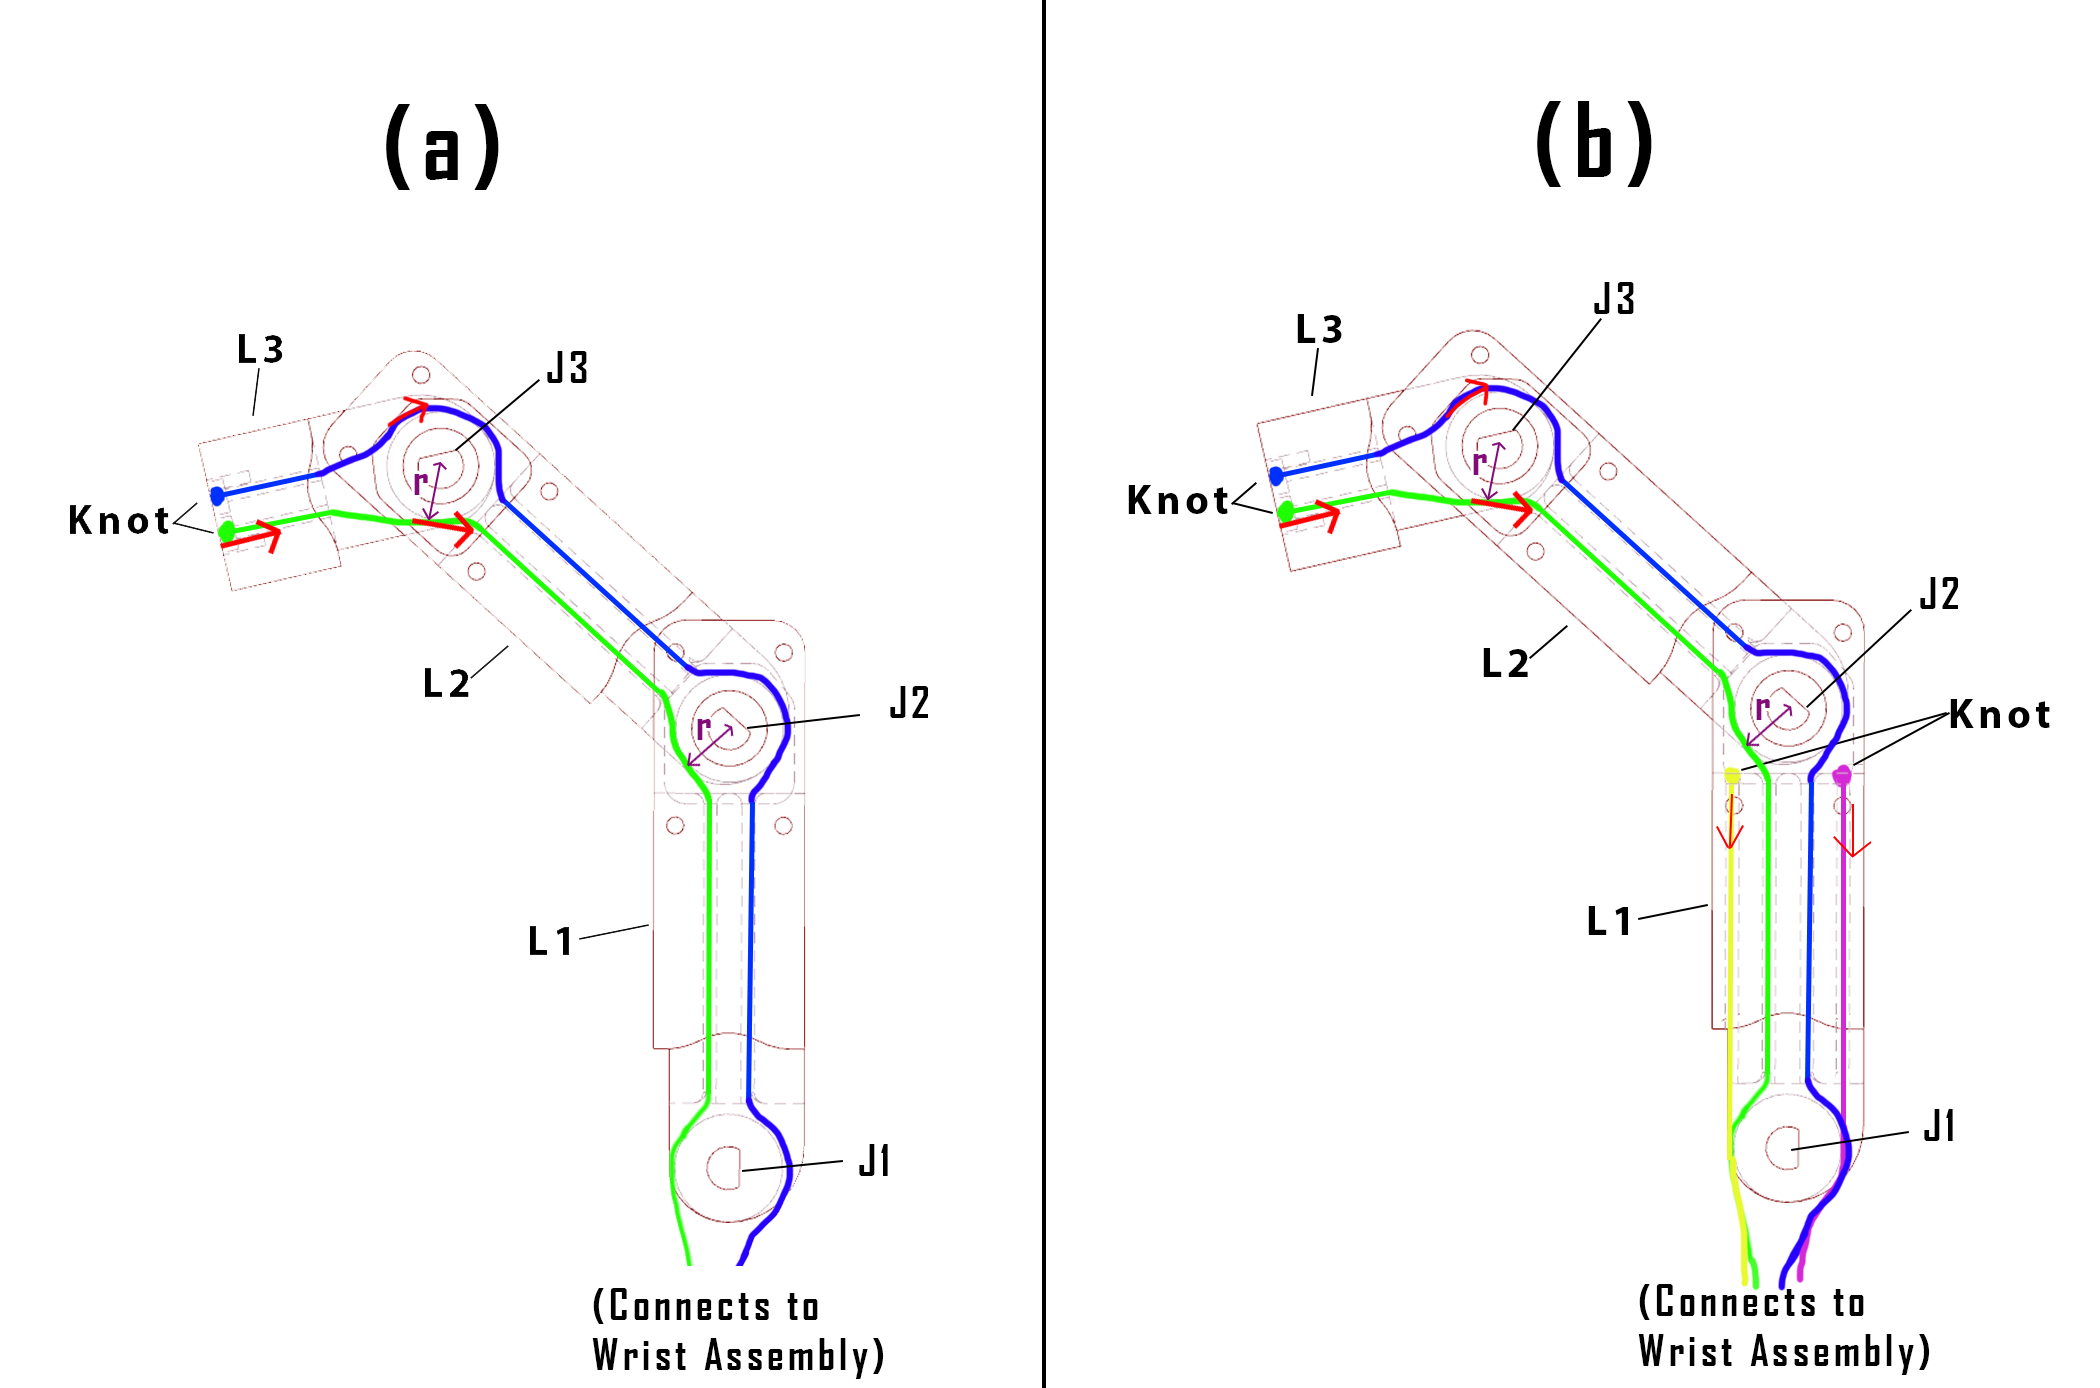 (a)
L3
J3
r
Knot
L2
r
J2
L1
J1
(Connects to
Wrist Assembly)
(b)
J3
L3
r
Knot
J2
L2
r
Knot
L1
J1
(Connects to
Wrist Assembly)